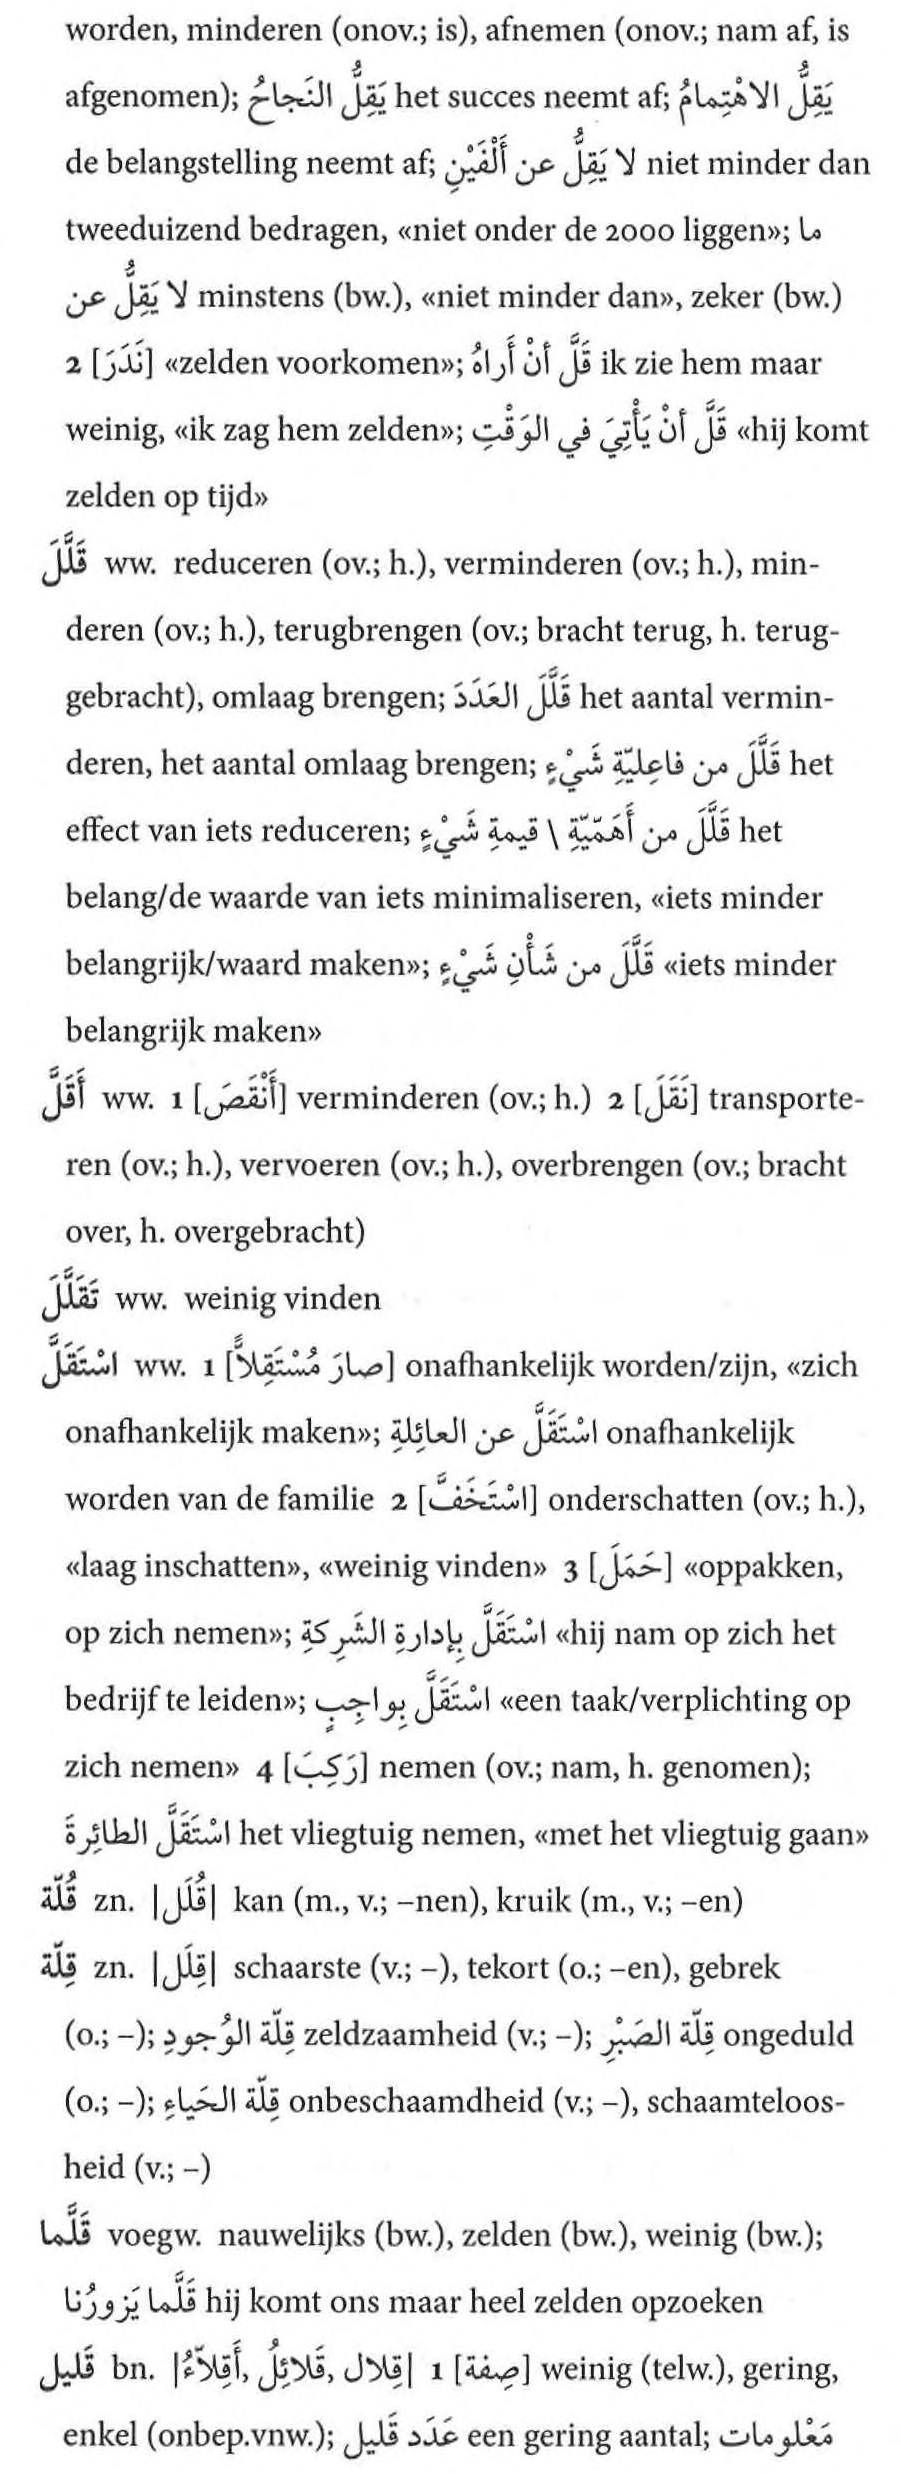 worden, minderen (onov.; is), afnemen (onov.; nam af, is
afgenomen); يَقِلُّ النَجاحُ het succes neemt af; يَقِلُّ الاهْتِمامُ
de belangstelling neemt af; لا يَقِلُّ عن أَلْفَيْنِ niet minder dan
tweeduizend bedragen, «niet onder de 2000 liggen»; ما
لا يَقِلُّ عن minstens (bw.), «niet minder dan», zeker (bw.)
2 [نَدَرَ] «zelden voorkomen»; قَلَّ أنْ أَراهُ ik zie hem maar
weinig, «ik zag hem zelden»; قَلَّ أنْ يَأْتِيَ في الوَقْتِ «hij komt
zelden op tijd»
قَلَّلَ ww. reduceren (ov.; h.), verminderen (ov.; h.), min-
deren (ov.; h.), terugbrengen (ov.; bracht terug, h. terug-
gebracht), omlaag brengen; قَلَّلَ العَدَدَ het aantal vermin-
deren, het aantal omlaag brengen; قَلَّلَ من فاعِليّةِ شَيْءٍ het
effect van iets reduceren; قَلَّلَ من أَهَمّيّةِ \ قيمةِ شَيْءٍ het
belang/de waarde van iets minimaliseren, «iets minder
belangrijk/waard maken»; قَلَّلَ من شَأْنِ شَيْءٍ «iets minder
belangrijk maken»
أَقَلَّ ww. 1 [أَنْقَصَ] verminderen (ov.; h.) 2 [نَقَلَ] transporte-
ren (ov.; h.), vervoeren (ov.; h.), overbrengen (ov.; bracht
over, h. overgebracht)
تَقَلَّلَ ww. weinig vinden
اسْتَقَلَّ ww. 1 [صارَ مُسْتَقِلاًّ] onafhankelijk worden/zijn, «zich
onafhankelijk maken»; اسْتَقَلَّ عن العائِلةِ onafhankelijk
worden van de familie 2 [اسْتَخَفَّ] onderschatten (ov.; h.),
«laag inschatten», «weinig vinden» 3 [حَمَلَ] «oppakken,
op zich nemen»; اسْتَقَلَّ بِإدارةِ الشَرِكةِ «hij nam op zich het
bedrijf te leiden»; اسْتَقَلَّ بِواجِبٍ «een taak/verplichting op
zich nemen» 4 [رَكِبَ] nemen (ov.; nam, h. genomen);
اسْتَقَلَّ الطائِرةَ het vliegtuig nemen, «met het vliegtuig gaan»
قُلّة zn. |قُلَل| kan (m., v.; –nen), kruik (m., v.; –en)
قِلّة zn. |قِلَل| schaarste (v.; –), tekort (o.; –en), gebrek
(o.; –); قِلّة الوُجودِ zeldzaamheid (v.; –); قِلّة الصَبْرِ ongeduld
(o.; –); قِلّة الحَياءِ onbeschaamdheid (v.; –), schaamteloos-
heid (v.; –)
قَلَّما voegw. nauwelijks (bw.), zelden (bw.), weinig (bw.);
قَلَّما يَزورُنا hij komt ons maar heel zelden opzoeken
قَليل bn. |قِلال, قَلائِلُ, أَقِلاّءُ| 1 [صِفة] weinig (telw.), gering,
enkel (onbep.vnw.); عَدَد قَليل een gering aantal; مَعْلومات